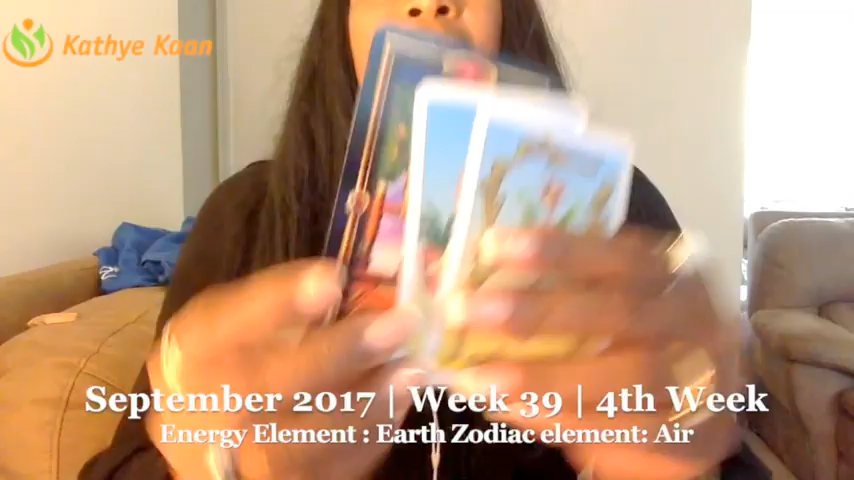 Kathye Kaan
September 2017 | Week 39 | 4th Week
Energy Element : Earth Zodiac element: Air